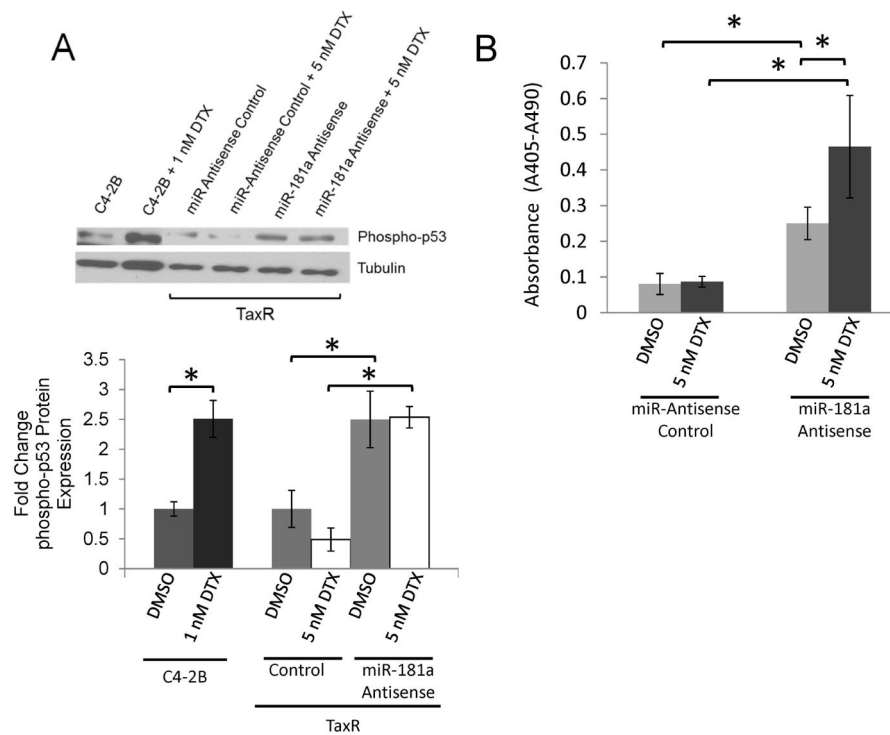 A
C4-2B
C4-2B + 1 nM DTX
miR Antisense Control
miR-Antisense Control + 5 nM DTX
miR-181a Antisense
miR-181a Antisense + 5 nM DTX
Phospho-p53
Tubulin
TaxR
Fold Change
phospho-p53 Protein
Expression
3.5
3
2.5
2
1.5
1
0.5
0
*
*
*
DMSO
1 nM DTX
DMSO
5 nM DTX
DMSO
5 nM DTX
C4-2B
Control
miR-181a
Antisense
TaxR
B
*
*
*
Absorbance (A405-A490)
0.7
0.6
0.5
0.4
0.3
0.2
0.1
0
DMSO
5 nM DTX
DMSO
5 nM DTX
miR-Antisense
Control
miR-181a
Antisense